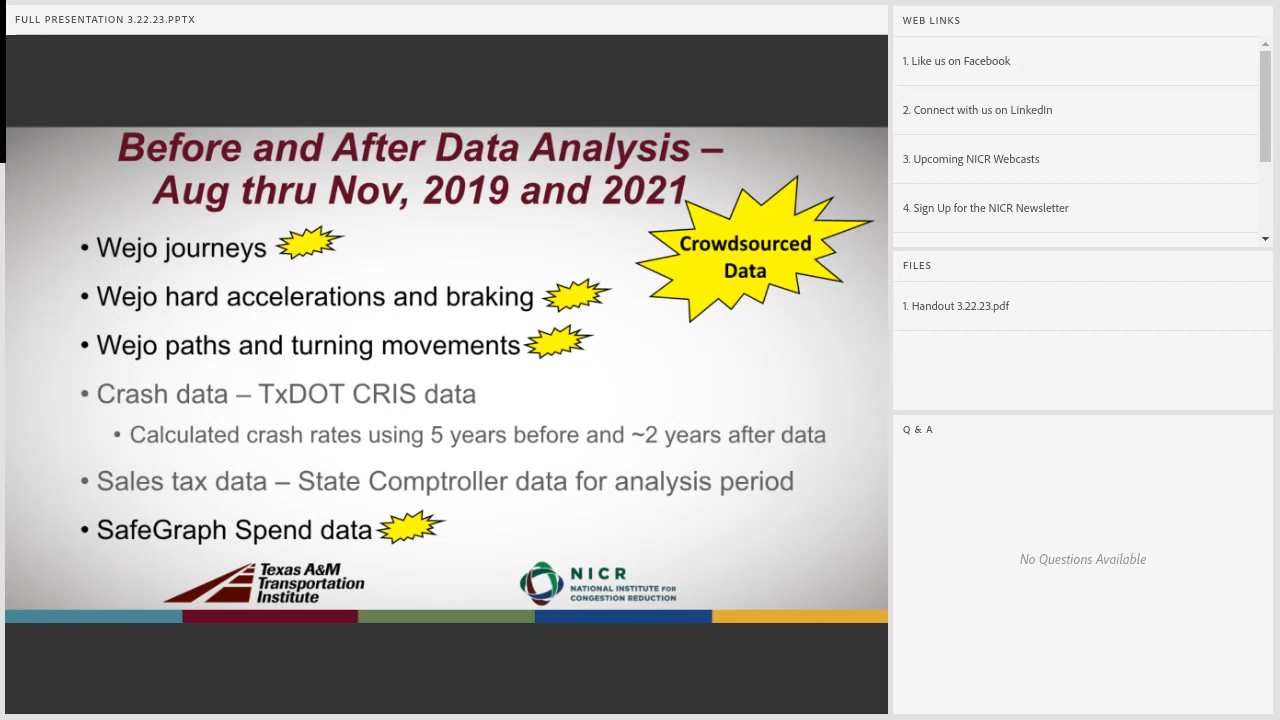 FULL PRESENTATION 3.22.23.PPTX
Before and After Data Analysis –
Aug thru Nov, 2019 and 2021
Crowdsourced
Data
• Wejo journeys
• Wejo hard accelerations and braking
• Wejo paths and turning movements
• Crash data – TxDOT CRIS data
• Calculated crash rates using 5 years before and ~2 years after data
• Sales tax data – State Comptroller data for analysis period
• SafeGraph Spend data
Texas A&M
Transportation
Institute
NICR
NATIONAL INSTITUTE FOR
CONGESTION REDUCTION
WEB LINKS
1. Like us on Facebook
2. Connect with us on LinkedIn
3. Upcoming NICR Webcasts
4. Sign Up for the NICR Newsletter
FILES
1. Handout 3.22.23.pdf
Q & A
No Questions Available